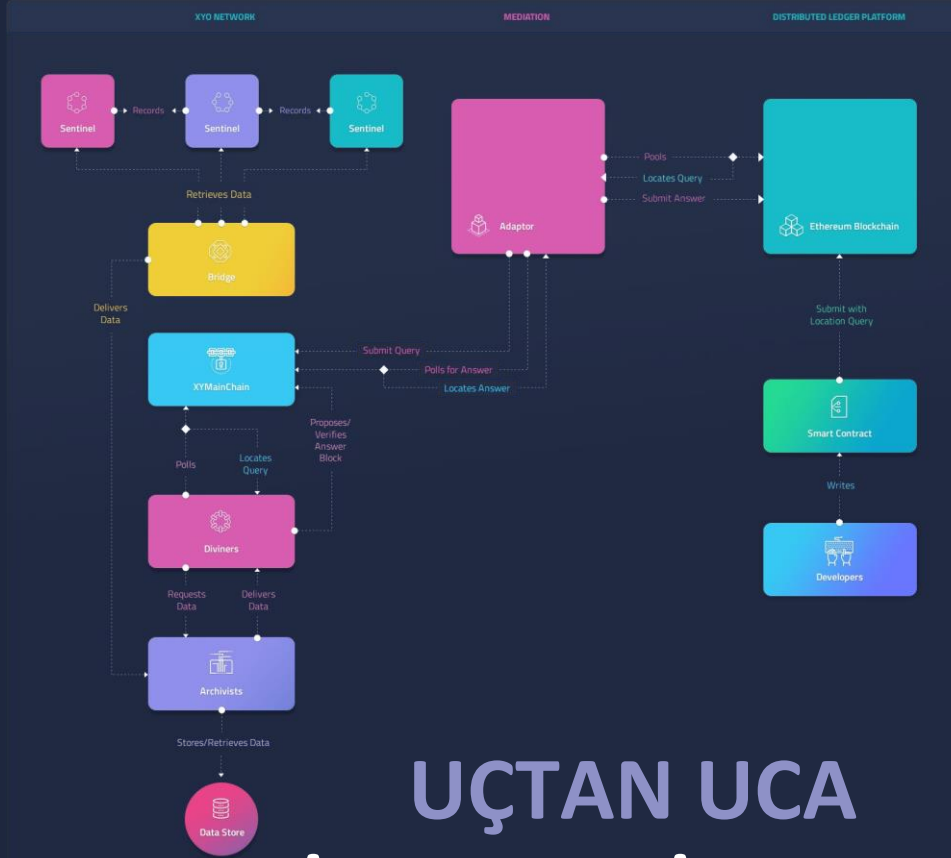 XYO NETWORK
MEDIATION
DISTRIBUTED LEDGER PLATFORM
Sentinel
Records
Sentinel
Records
Sentinel
Retrieves Data
Bridge
Delivers
Data
XYMainChain
Polls
Locates
Query
Proposes/
Verifies
Answer
Block
Diviners
Requests
Data
Delivers
Data
Archivists
Stores/Retrieves Data
Data Store
Adaptor
Pools
Locates Query
Submit Answer
Submit Query
Polls for Answer
Locates Answer
Ethereum Blockchain
Submit with
Location Query
Smart Contract
Writes
Developers
UÇTAN UCA